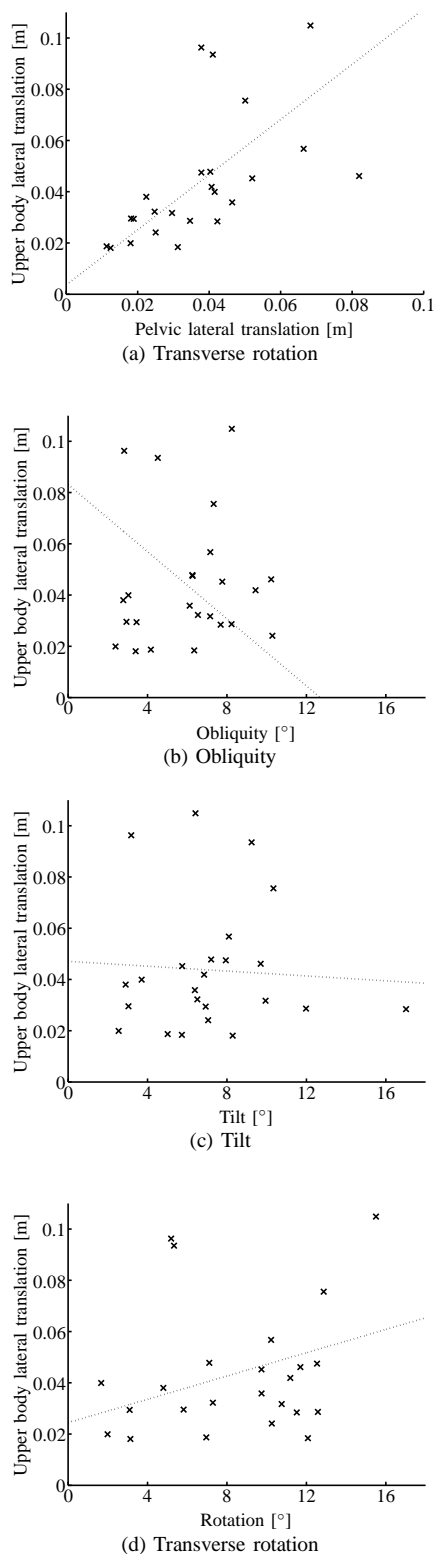 0.1
0.08
0.06
0.04
0.02
0
Upper body lateral translation [m]
0 0.02 0.04 0.06 0.08 0.1
Pelvic lateral translation [m]
(a) Transverse rotation
0.1
0.08
0.06
0.04
0.02
0
Upper body lateral translation [m]
0 4 8 12 16
Obliquity [°]
(b) Obliquity
0.1
0.08
0.06
0.04
0.02
0
Upper body lateral translation [m]
0 4 8 12 16
Tilt [°]
(c) Tilt
0.1
0.08
0.06
0.04
0.02
0
Upper body lateral translation [m]
0 4 8 12 16
Rotation [°]
(d) Transverse rotation